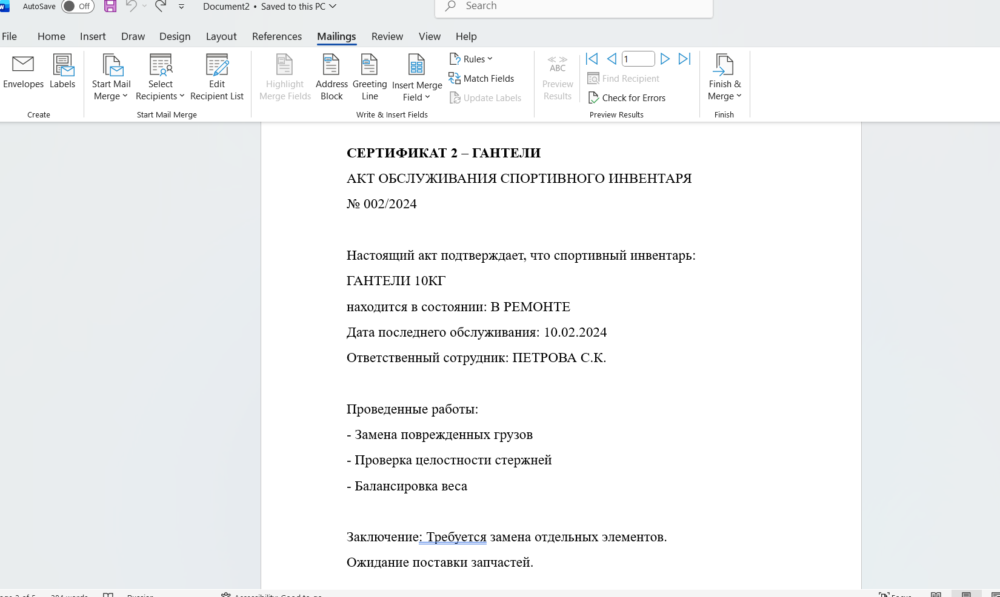 AutoSave Off Document2 • Saved to this PC Search
File Home Insert Draw Design Layout References Mailings Review View Help
Envelopes Labels Start Mail Merge Select Recipients Edit Recipient List Highlight Merge Fields Address Block Greeting Line Insert Merge Field Rules Match Fields Update Labels ABC Preview Results 1 Find Recipient Check for Errors Finish & Merge
Create Start Mail Merge Write & Insert Fields Preview Results Finish
СЕРТИФИКАТ 2 – ГАНТЕЛИ
АКТ ОБСЛУЖИВАНИЯ СПОРТИВНОГО ИНВЕНТАРЯ
№ 002/2024
Настоящий акт подтверждает, что спортивный инвентарь:
ГАНТЕЛИ 10КГ
находится в состоянии: В РЕМОНТЕ
Дата последнего обслуживания: 10.02.2024
Ответственный сотрудник: ПЕТРОВА С.К.
Проведенные работы:
- Замена поврежденных грузов
- Проверка целостности стержней
- Балансировка веса
Заключение: Требуется замена отдельных элементов.
Ожидание поставки запчастей.
words Russian Accessibility: Good to go Focus